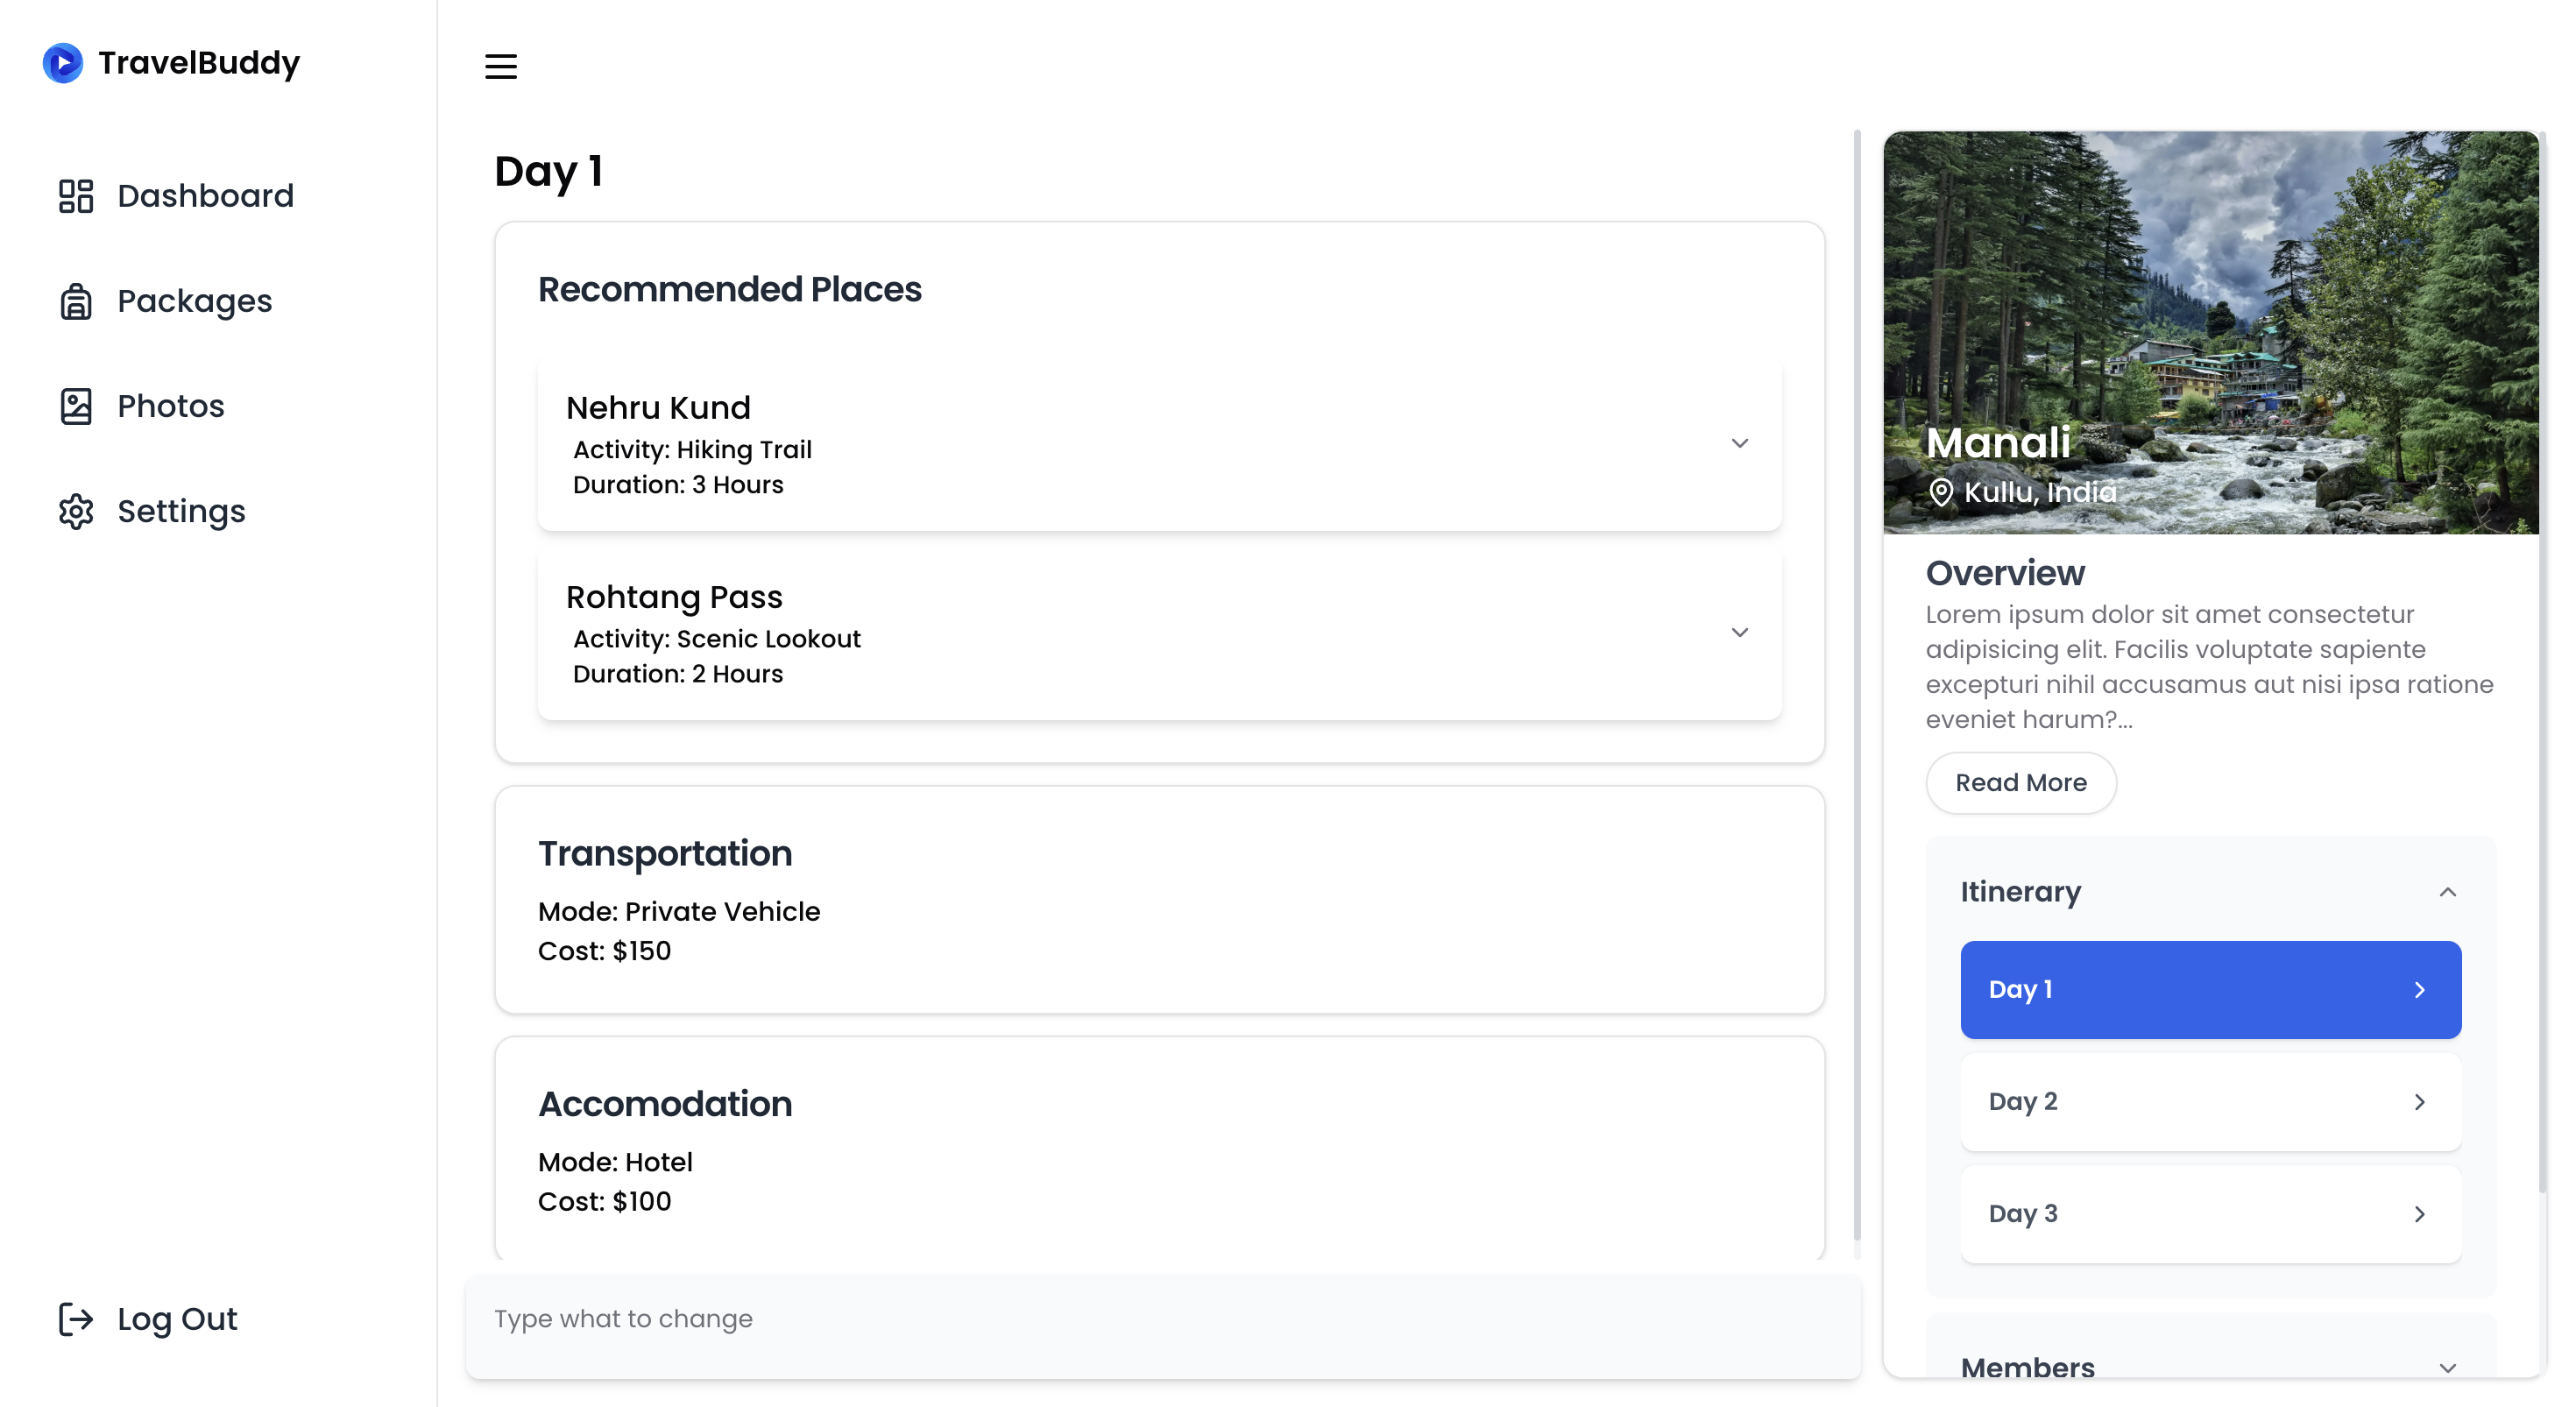 TravelBuddy
Dashboard
Packages
Photos
Settings
Log Out
Day 1
Recommended Places
Nehru Kund
Activity: Hiking Trail
Duration: 3 Hours
Rohtang Pass
Activity: Scenic Lookout
Duration: 2 Hours
Transportation
Mode: Private Vehicle
Cost: $150
Accomodation
Mode: Hotel
Cost: $100
Type what to change
Manali
Kullu, India
Overview
Lorem ipsum dolor sit amet consectetur
adipisicing elit. Facilis voluptate sapiente
excepturi nihil accusamus aut nisi ipsa ratione
eveniet harum?...
Read More
Itinerary
Day 1
Day 2
Day 3
Members